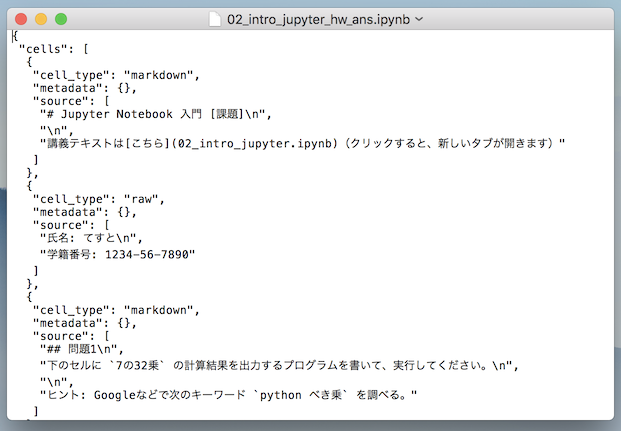 02_intro_jupyter_hw_ans.ipynb
{
 "cells": [
  {
   "cell_type": "markdown",
   "metadata": {},
   "source": [
    "# Jupyter Notebook 入門 [課題]\n",
    "\n",
    "講義テキストは[こちら](02_intro_jupyter.ipynb)（クリックすると、新しいタブが開きます）"
   ]
  },
  {
   "cell_type": "raw",
   "metadata": {},
   "source": [
    "氏名: てすと\n",
    "学籍番号: 1234-56-7890"
   ]
  },
  {
   "cell_type": "markdown",
   "metadata": {},
   "source": [
    "## 問題1\n",
    "下のセルに `7の32乗` の計算結果を出力するプログラムを書いて、実行してください。\n",
    "\n",
    "ヒント: Googleなどで次のキーワード `python べき乗` を調べる。"
   ]